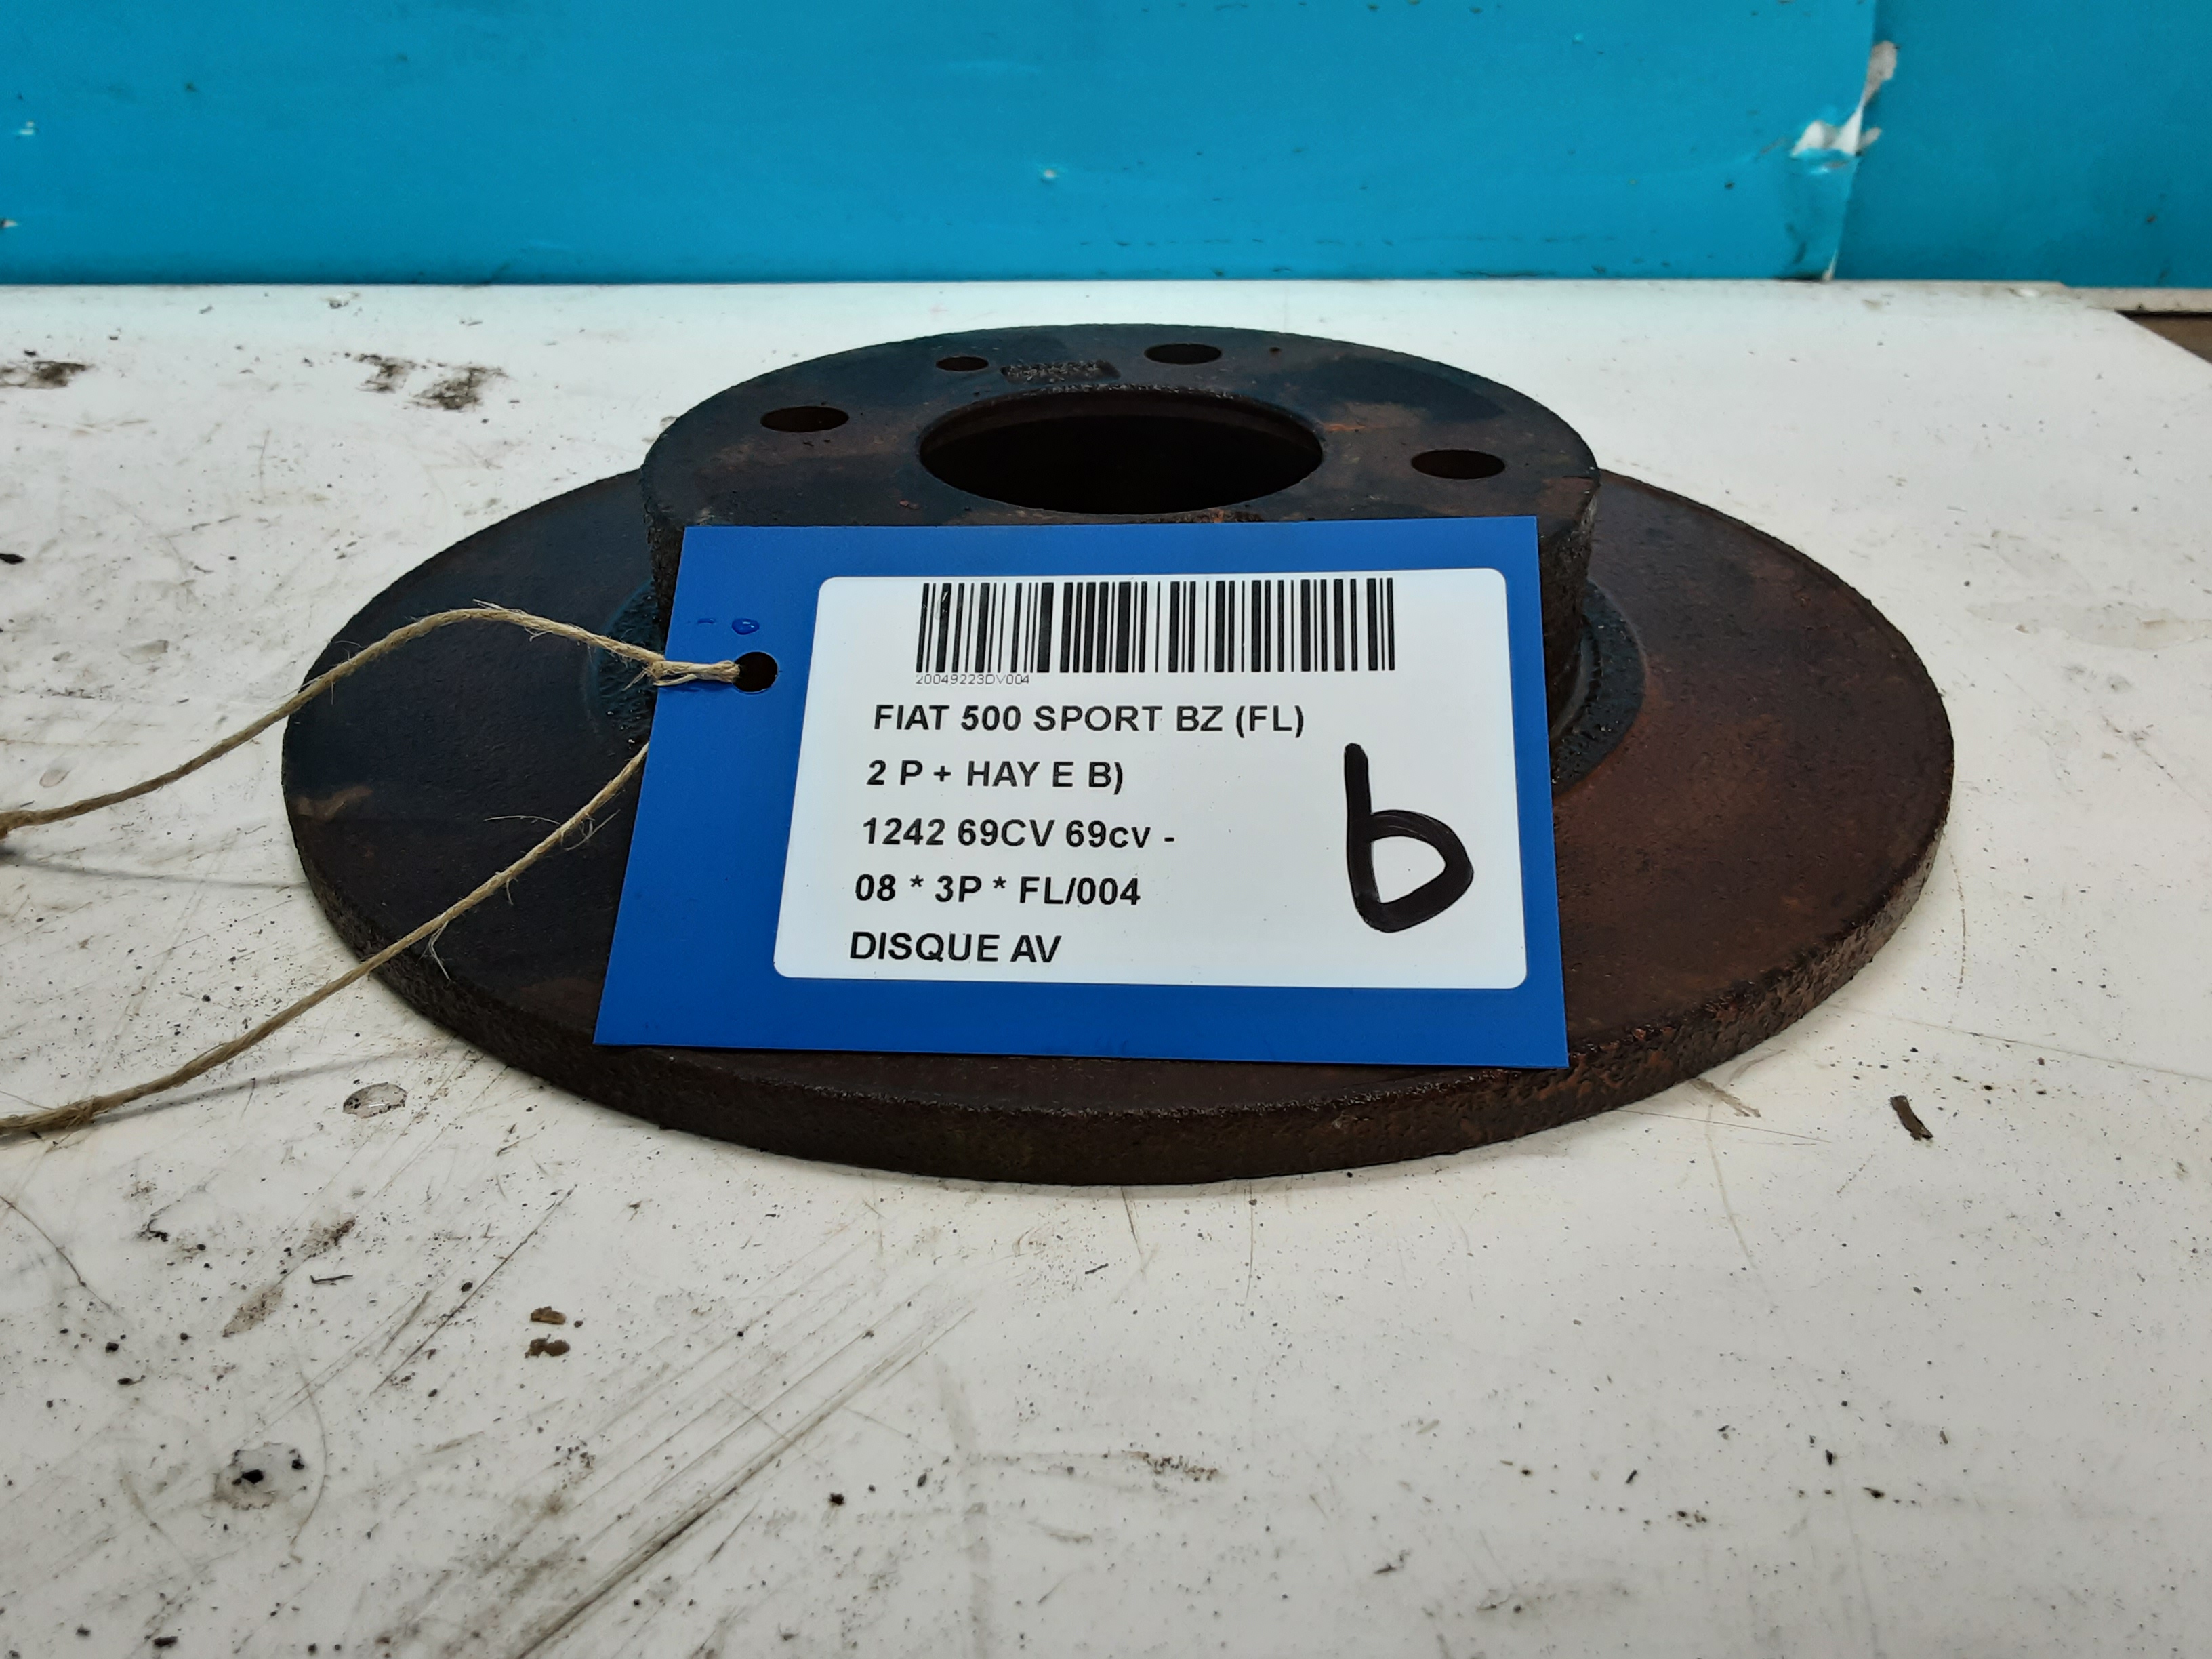 20049223DV004
FIAT 500 SPORT BZ (FL)
2 P + HAY E B)
1242 69CV 69cv -
08 * 3P * FL/004
DISQUE AV
b